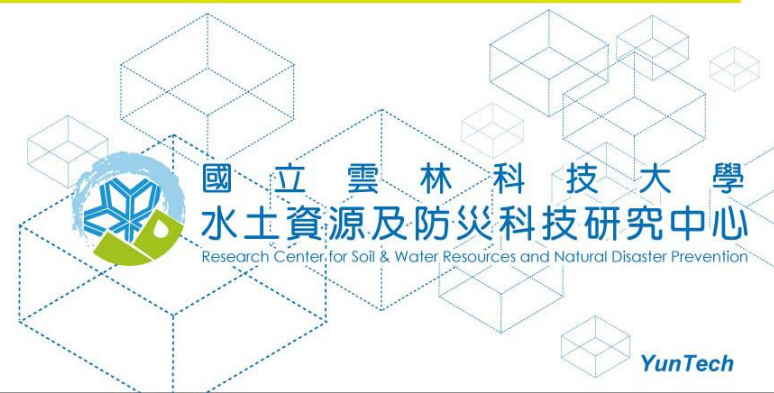 國立雲林科技大學
水土資源及防災科技研究中心
Research Center for Soil & Water Resources and Natural Disaster Prevention
YunTech